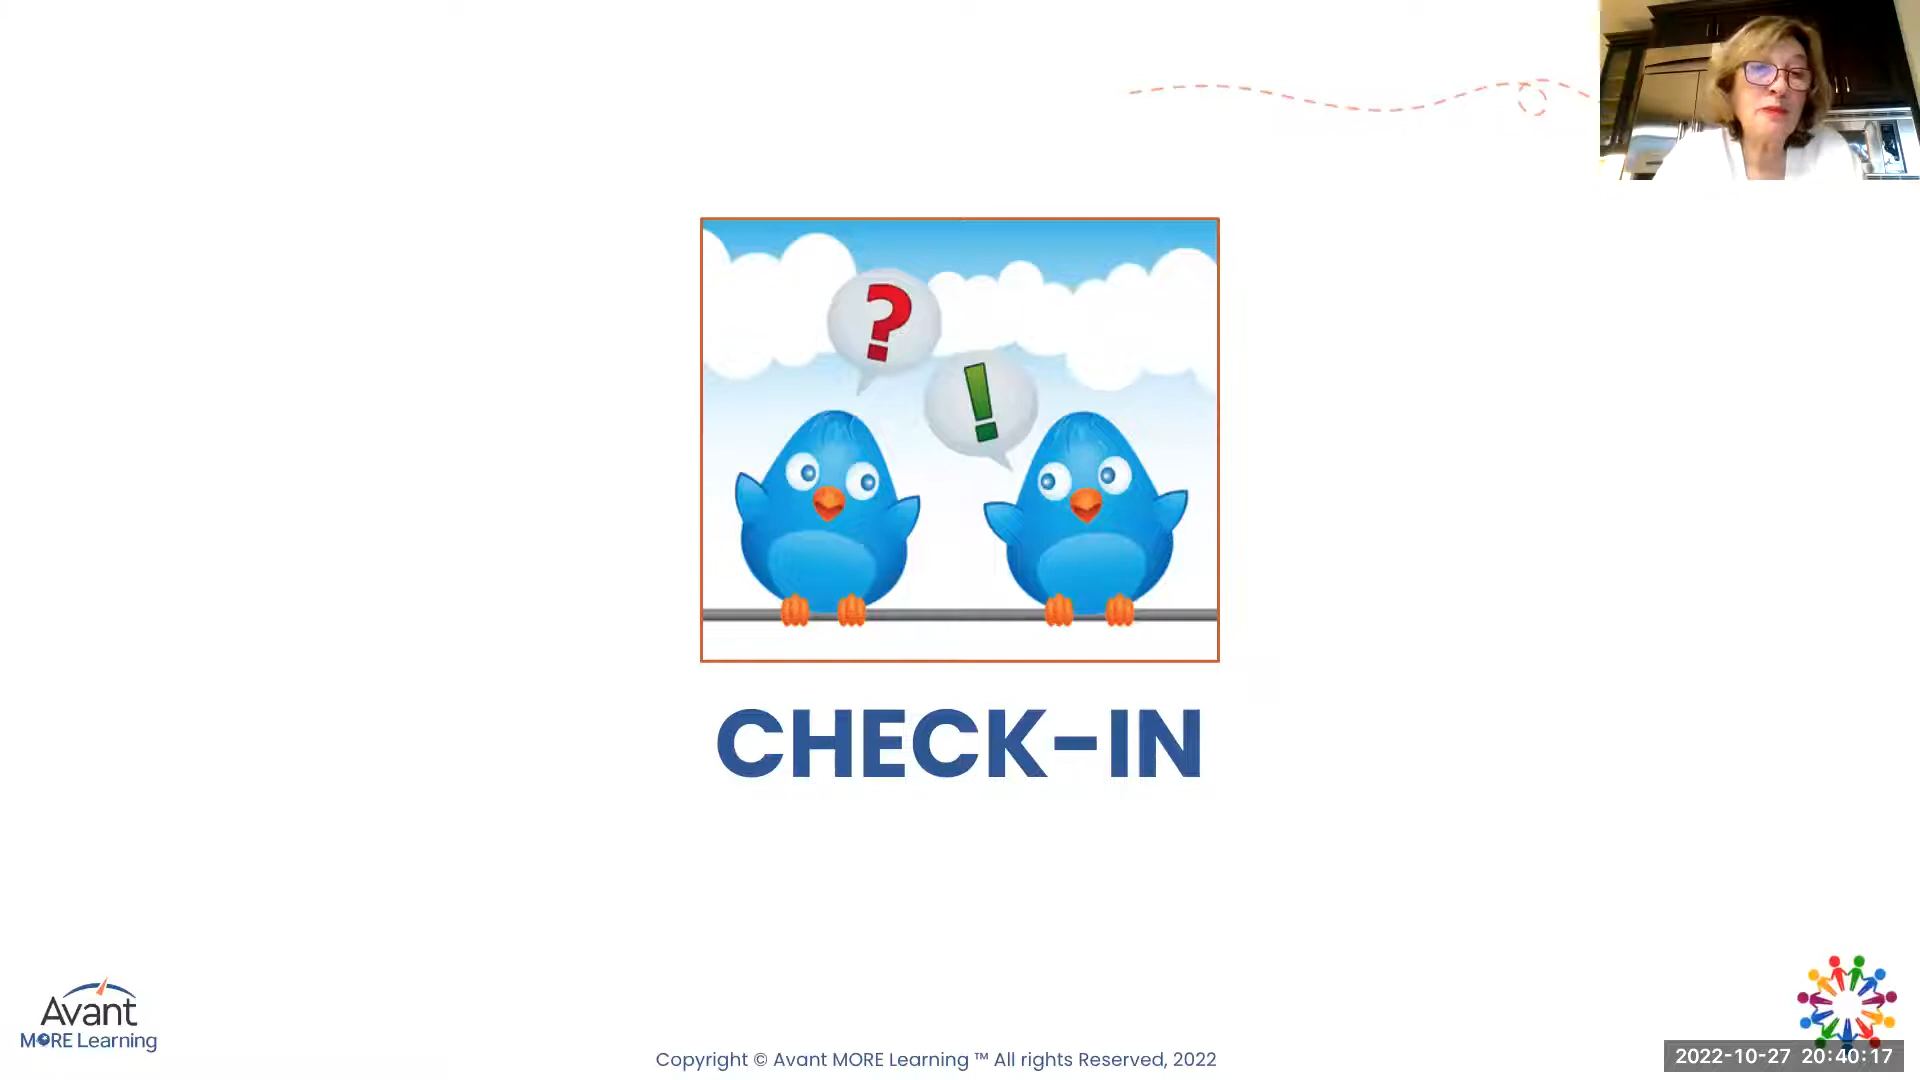 ?
!
CHECK-IN
Avant
MORE Learning
Copyright © Avant MORE Learning ™ All rights Reserved, 2022
2022-10-27 20:40:17